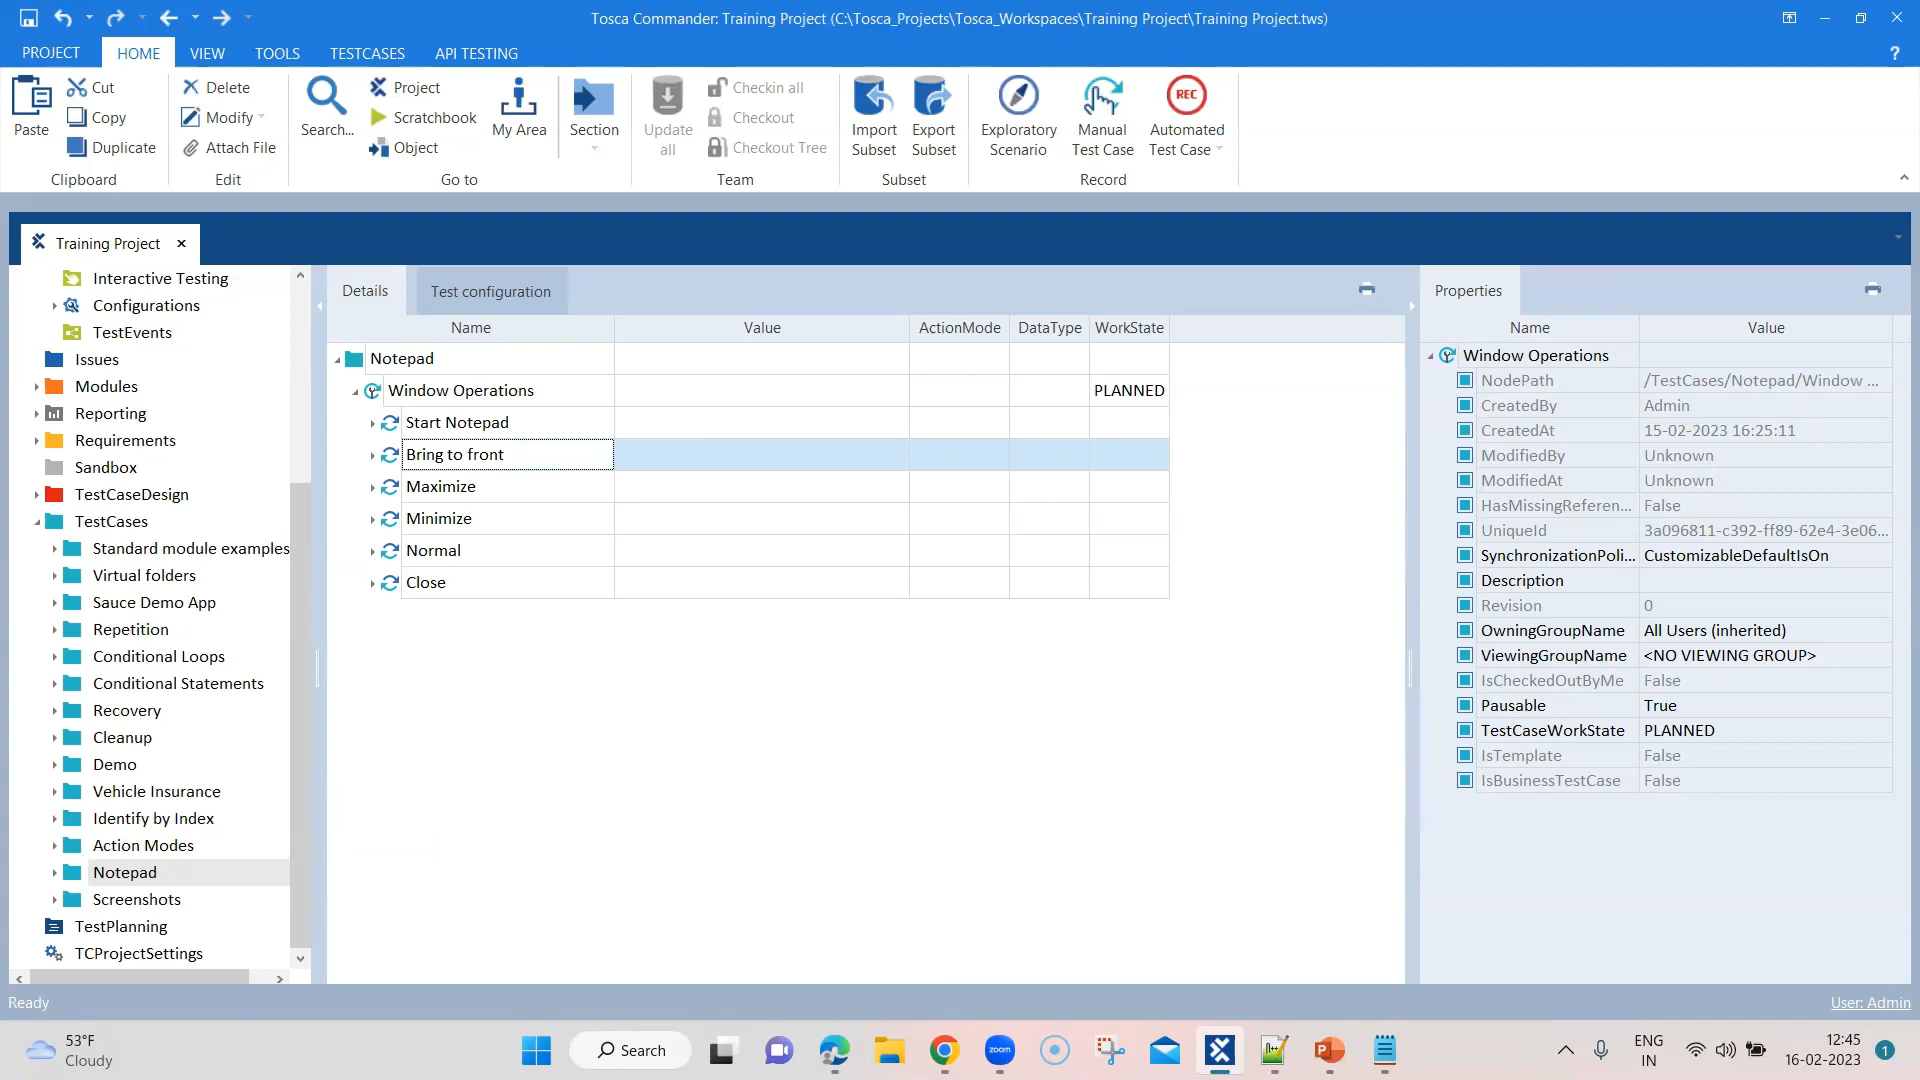 Tosca Commander: Training Project (C:\Tosca_Projects\Tosca_Workspaces\Training Project\Training Project.tws)
PROJECT HOME VIEW TOOLS TESTCASES API TESTING ?
Paste
Cut
Copy
Duplicate
Clipboard
Delete
Modify
Attach File
Edit
Search...
Project
Scratchbook
Object
My Area
Go to
Section
Update all
Checkin all
Checkout
Checkout Tree
Team
Import Subset
Export Subset
Subset
Exploratory Scenario
Manual Test Case
REC
Automated Test Case
Record
Training Project
Interactive Testing
Configurations
TestEvents
Issues
Modules
Reporting
Requirements
Sandbox
TestCaseDesign
TestCases
Standard module examples
Virtual folders
Sauce Demo App
Repetition
Conditional Loops
Conditional Statements
Recovery
Cleanup
Demo
Vehicle Insurance
Identify by Index
Action Modes
Notepad
Screenshots
TestPlanning
TCProjectSettings
Details Test configuration
Name Value ActionMode DataType WorkState
Notepad
Window Operations PLANNED
Start Notepad
Bring to front
Maximize
Minimize
Normal
Close
Properties
Name Value
Window Operations
NodePath /TestCases/Notepad/Window ...
CreatedBy Admin
CreatedAt 15-02-2023 16:25:11
ModifiedBy Unknown
ModifiedAt Unknown
HasMissingReferen... False
UniqueId 3a096811-c392-ff89-62e4-3e06...
SynchronizationPoli... CustomizableDefaultIsOn
Description
Revision 0
OwningGroupName All Users (inherited)
ViewingGroupName <NO VIEWING GROUP>
IsCheckedOutByMe False
Pausable True
TestCaseWorkState PLANNED
IsTemplate False
IsBusinessTestCase False
Ready User: Admin
53°F
Cloudy
Search
zoom
ENG
IN
12:45
16-02-2023
1